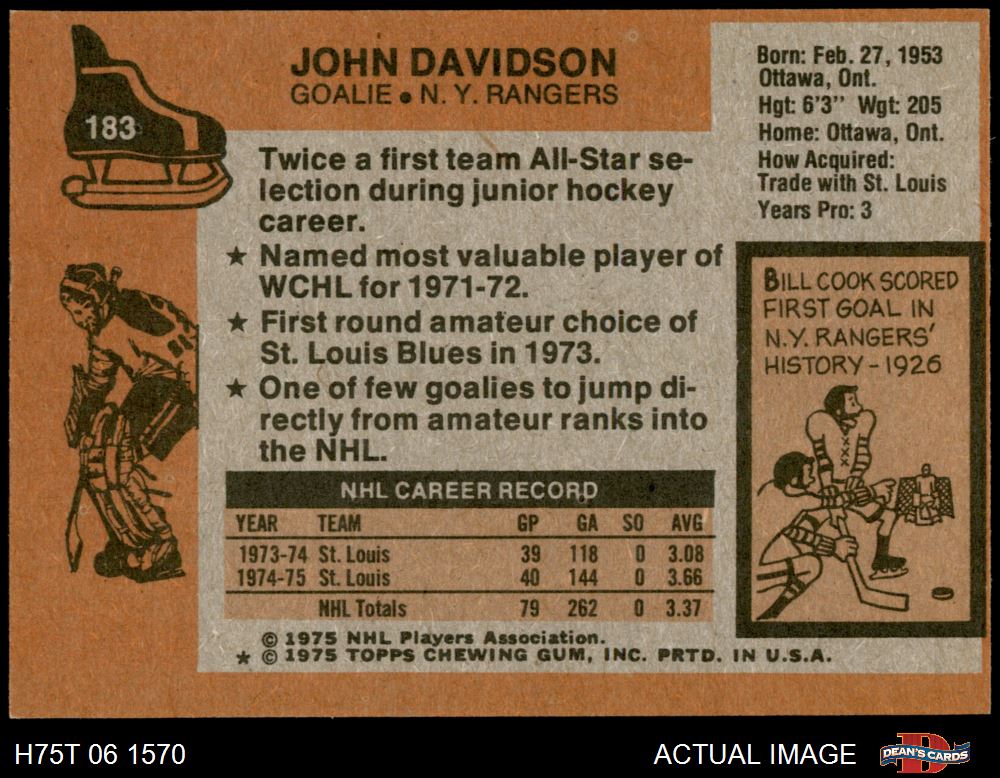 183
JOHN DAVIDSON
GOALIE • N. Y. RANGERS
Born: Feb. 27, 1953
Ottawa, Ont.
Hgt: 6'3" Wgt: 205
Home: Ottawa, Ont.
How Acquired:
Trade with St. Louis
Years Pro: 3
Twice a first team All-Star se-
lection during junior hockey
career.
★ Named most valuable player of
WCHL for 1971-72.
★ First round amateur choice of
St. Louis Blues in 1973.
★ One of few goalies to jump di-
rectly from amateur ranks into
the NHL.
BILL COOK SCORED
FIRST GOAL IN
N.Y. RANGERS'
HISTORY - 1926
NHL CAREER RECORD
YEAR TEAM GP GA SO AVG
1973-74 St. Louis 39 118 0 3.08
1974-75 St. Louis 40 144 0 3.66
NHL Totals 79 262 0 3.37
© 1975 NHL Players Association.
★ © 1975 TOPPS CHEWING GUM, INC. PRTD. IN U.S.A.
H75T 06 1570
ACTUAL IMAGE
D
DEAN'S CARDS